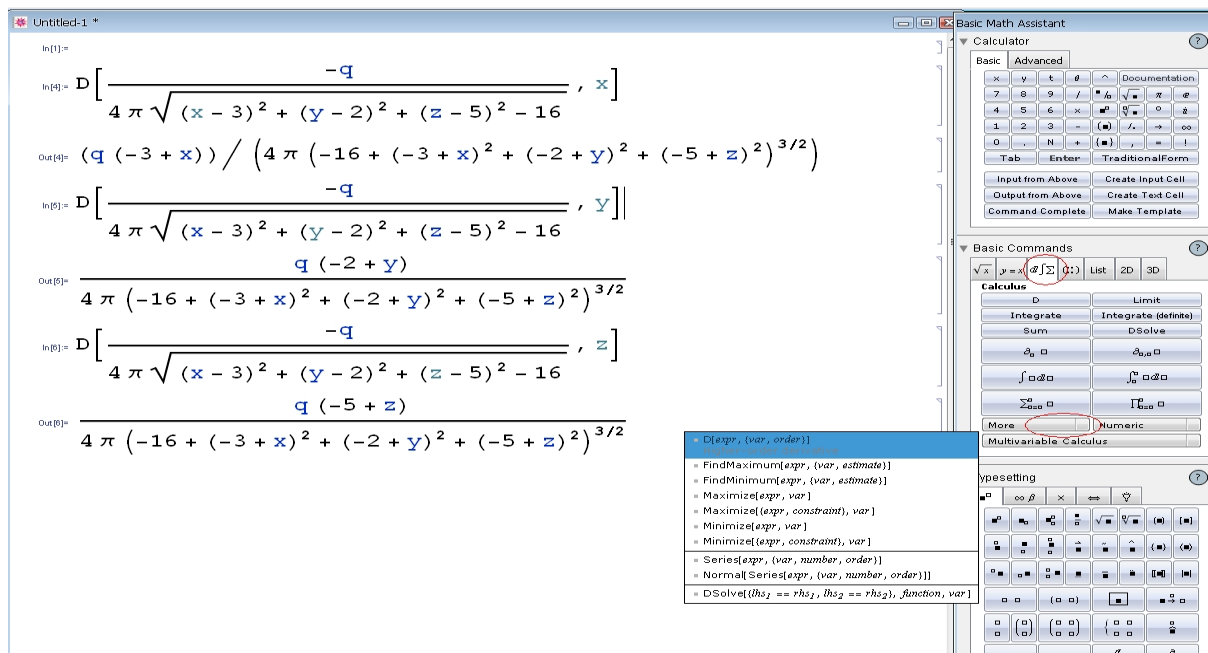 Untitled-1 *
In[1]:=
In[4]:= D[-q / (4 π √((x - 3)² + (y - 2)² + (z - 5)² - 16)), x]
Out[4]= (q (-3 + x)) / (4 π (-16 + (-3 + x)² + (-2 + y)² + (-5 + z)²)^3/2)
In[5]:= D[-q / (4 π √((x - 3)² + (y - 2)² + (z - 5)² - 16)), y]
Out[5]= q (-2 + y) / (4 π (-16 + (-3 + x)² + (-2 + y)² + (-5 + z)²)^3/2)
In[6]:= D[-q / (4 π √((x - 3)² + (y - 2)² + (z - 5)² - 16)), z]
Out[6]= q (-5 + z) / (4 π (-16 + (-3 + x)² + (-2 + y)² + (-5 + z)²)^3/2)
D[expr, {var, order}]
FindMaximum[expr, {var, estimate}]
FindMinimum[expr, {var, estimate}]
Maximize[expr, var]
Maximize[{expr, constraint}, var]
Minimize[expr, var]
Minimize[{expr, constraint}, var]
Series[expr, {var, number, order}]
Normal[Series[expr, {var, number, order}]]
DSolve[{lhs₁ == rhs₁, lhs₂ == rhs₂}, function, var]
Basic Math Assistant
Calculator ?
Basic Advanced
x y t θ ^ Documentation
7 8 9 / √ π
4 5 6 × °
1 2 3 - (■) /. → ∞
0 . N + {■} , = !
Tab Enter TraditionalForm
Input from Above Create Input Cell
Output from Above Create Text Cell
Command Complete Make Template
Basic Commands ?
√x y = x d∫Σ List 2D 3D
Calculus
D Limit
Integrate Integrate (definite)
Sum DSolve
More Numeric
Multivariable Calculus
Typesetting ?
∞ β × ⇔